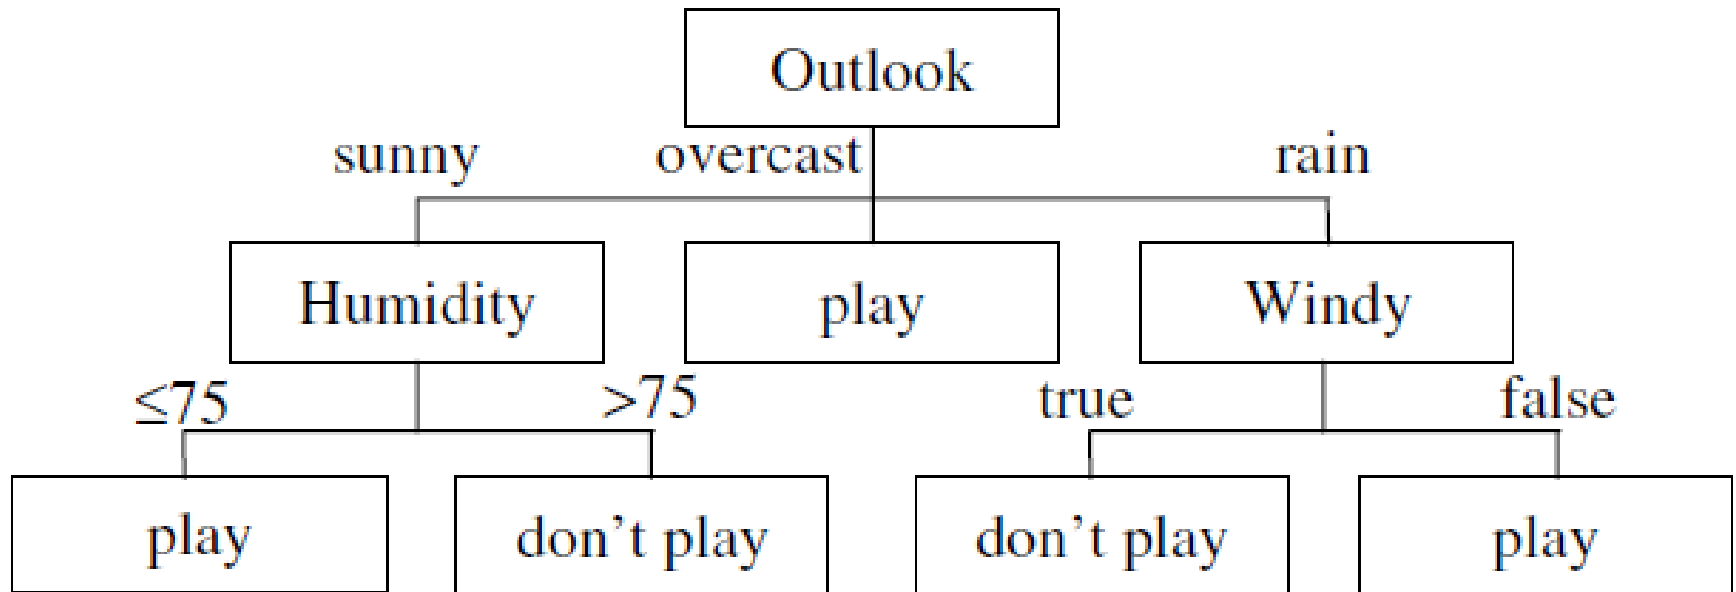 Outlook
sunny overcast rain
Humidity play Windy
≤75 >75 true false
play don't play don't play play